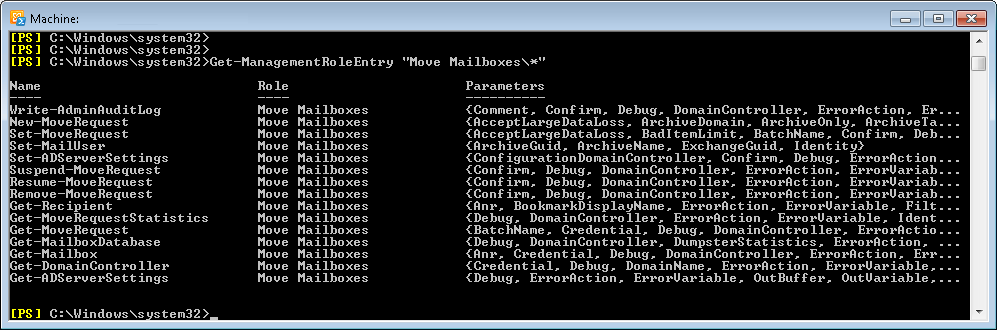 Machine:
[PS] C:\Windows\system32>
[PS] C:\Windows\system32>
[PS] C:\Windows\system32>Get-ManagementRoleEntry "Move Mailboxes\*"
Name Role Parameters
---- ---- ----------
Write-AdminAuditLog Move Mailboxes {Comment, Confirm, Debug, DomainController, ErrorAction, Er...
New-MoveRequest Move Mailboxes {AcceptLargeDataLoss, ArchiveDomain, ArchiveOnly, ArchiveTa...
Set-MoveRequest Move Mailboxes {AcceptLargeDataLoss, BadItemLimit, BatchName, Confirm, Deb...
Set-MailUser Move Mailboxes {ArchiveGuid, ArchiveName, ExchangeGuid, Identity}
Set-ADServerSettings Move Mailboxes {ConfigurationDomainController, Confirm, Debug, ErrorAction...
Suspend-MoveRequest Move Mailboxes {Confirm, Debug, DomainController, ErrorAction, ErrorVariab...
Resume-MoveRequest Move Mailboxes {Confirm, Debug, DomainController, ErrorAction, ErrorVariab...
Remove-MoveRequest Move Mailboxes {Confirm, Debug, DomainController, ErrorAction, ErrorVariab...
Get-Recipient Move Mailboxes {Anr, BookmarkDisplayName, ErrorAction, ErrorVariable, Filt...
Get-MoveRequestStatistics Move Mailboxes {Debug, DomainController, ErrorAction, ErrorVariable, Ident...
Get-MoveRequest Move Mailboxes {BatchName, Credential, Debug, DomainController, ErrorActio...
Get-MailboxDatabase Move Mailboxes {Debug, DomainController, DumpsterStatistics, ErrorAction, ...
Get-Mailbox Move Mailboxes {Anr, Credential, Debug, DomainController, ErrorAction, Err...
Get-DomainController Move Mailboxes {Credential, Debug, DomainName, ErrorAction, ErrorVariable,...
Get-ADServerSettings Move Mailboxes {Debug, ErrorAction, ErrorVariable, OutBuffer, OutVariable,...
[PS] C:\Windows\system32>_